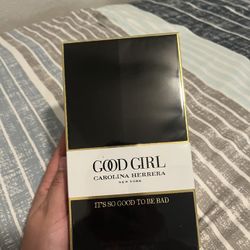 GOOD GIRL
CAROLINA HERRERA
NEW YORK
IT'S SO GOOD TO BE BAD